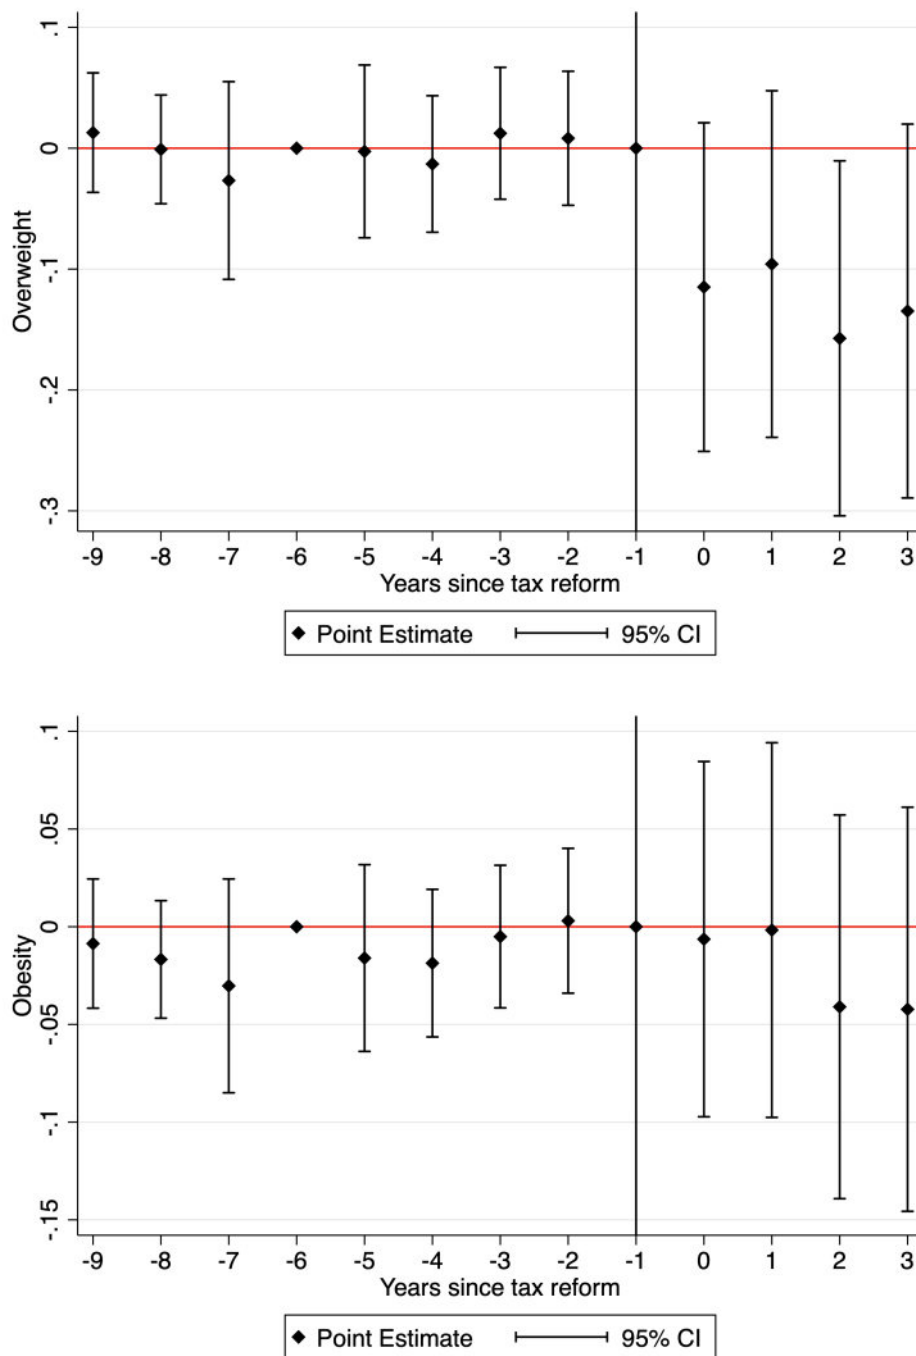 .1
0
-.1
-.2
-.3
Overweight
-9 -8 -7 -6 -5 -4 -3 -2 -1 0 1 2 3
Years since tax reform
Point Estimate 95% CI
.1
.05
0
-.05
-.1
-.15
Obesity
-9 -8 -7 -6 -5 -4 -3 -2 -1 0 1 2 3
Years since tax reform
Point Estimate 95% CI